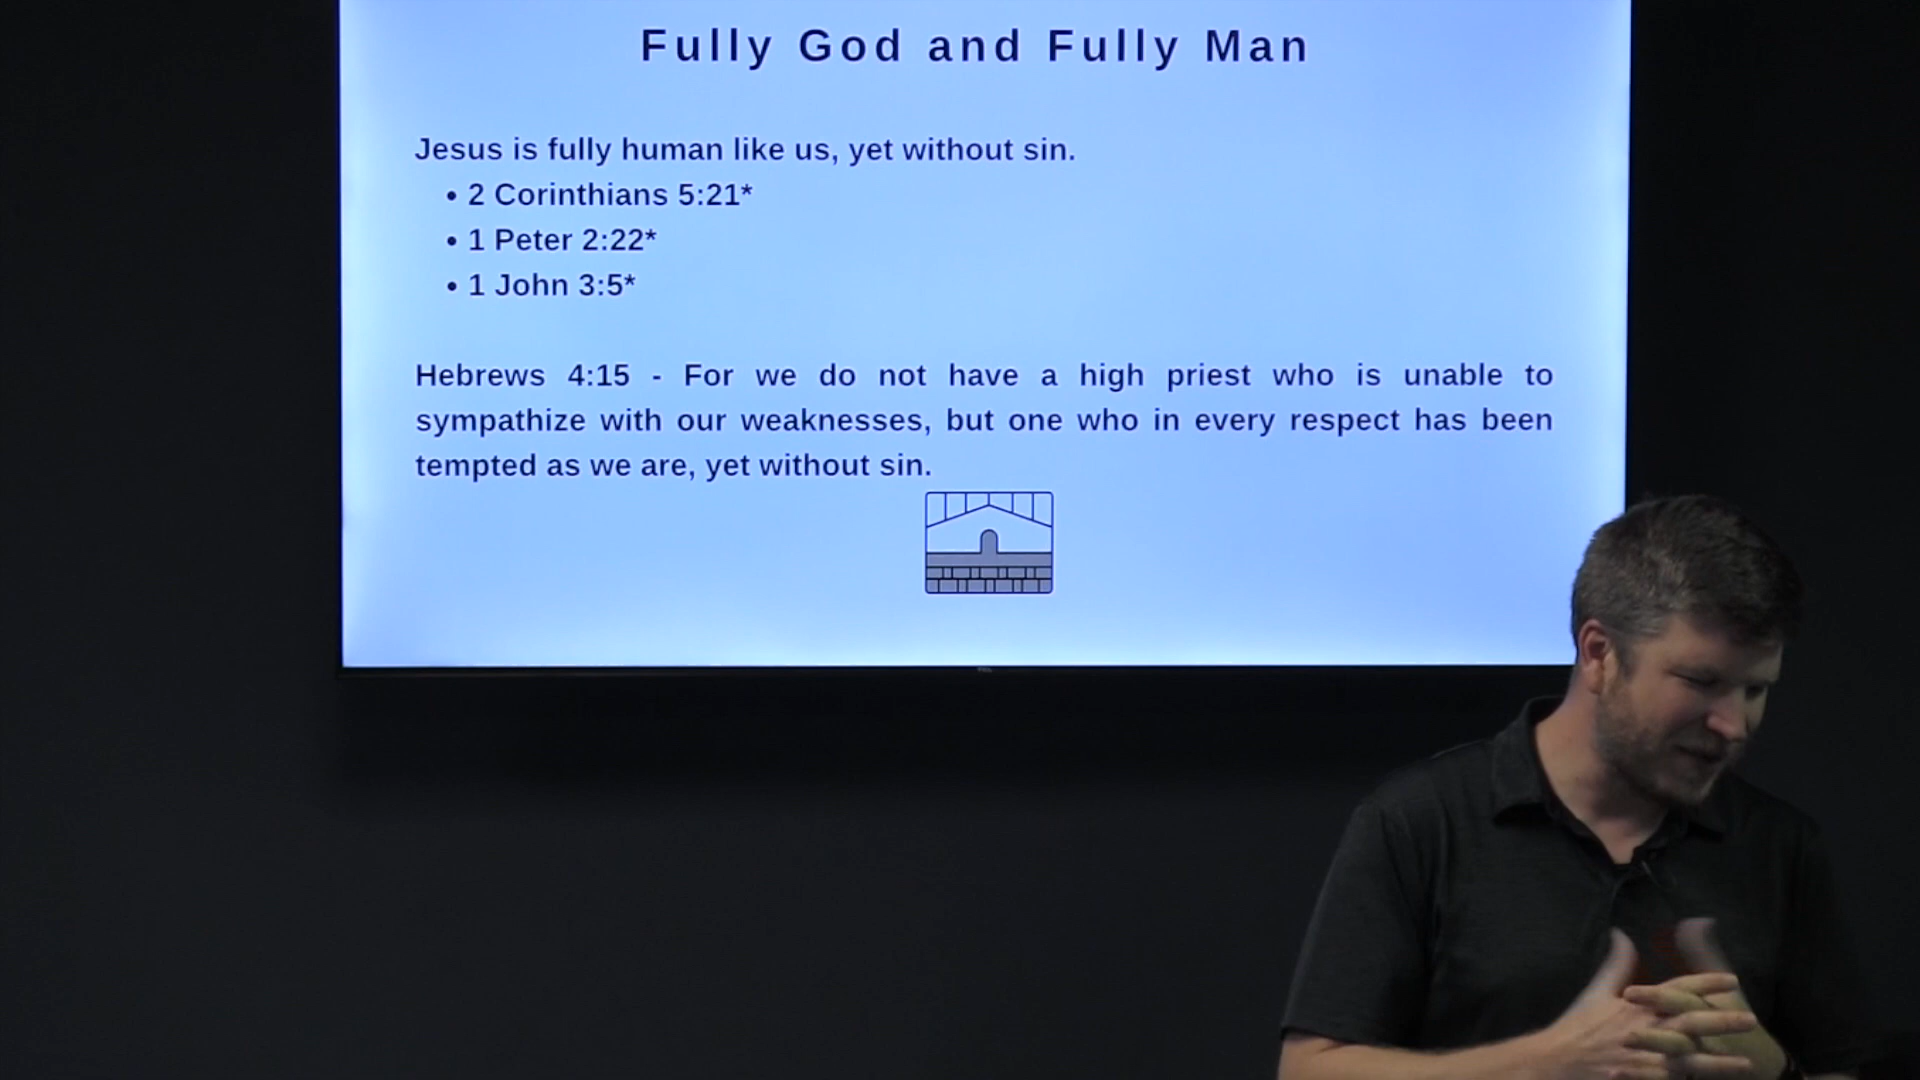 Fully God and Fully Man
Jesus is fully human like us, yet without sin.
• 2 Corinthians 5:21*
• 1 Peter 2:22*
• 1 John 3:5*
Hebrews 4:15 - For we do not have a high priest who is unable to
sympathize with our weaknesses, but one who in every respect has been
tempted as we are, yet without sin.